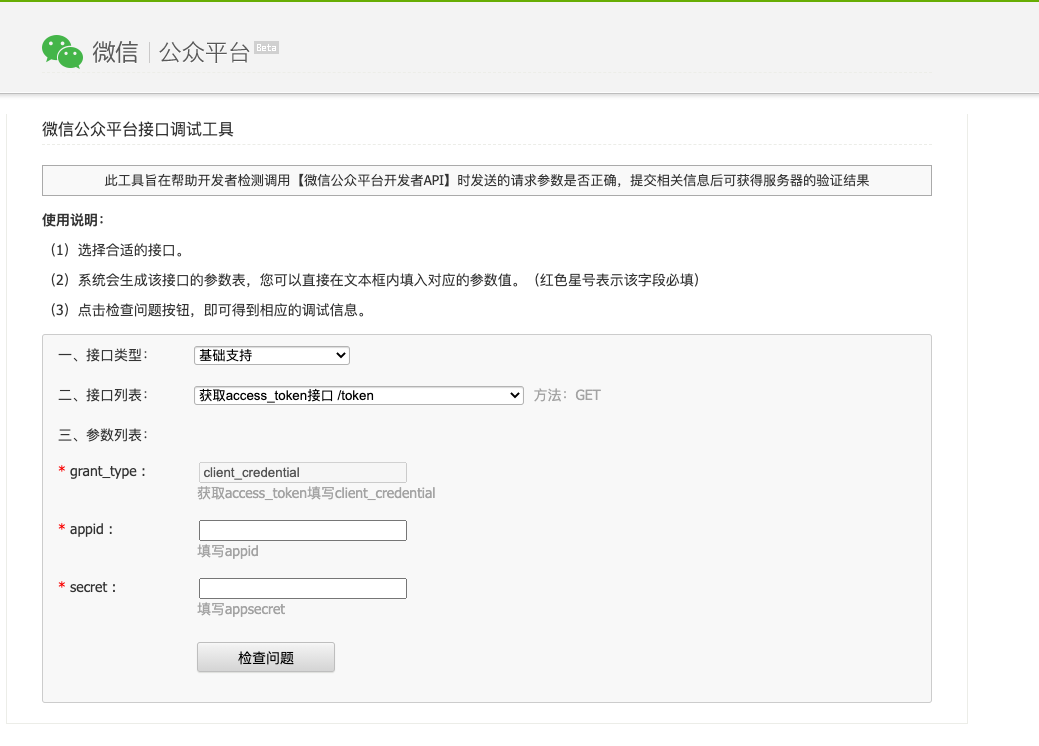 微信 公众平台 Beta
微信公众平台接口调试工具
此工具旨在帮助开发者检测调用【微信公众平台开发者API】时发送的请求参数是否正确，提交相关信息后可获得服务器的验证结果
使用说明：
（1）选择合适的接口。
（2）系统会生成该接口的参数表，您可以直接在文本框内填入对应的参数值。（红色星号表示该字段必填）
（3）点击检查问题按钮，即可得到相应的调试信息。
一、接口类型： 基础支持
二、接口列表： 获取access_token接口 /token 方法：GET
三、参数列表：
* grant_type : client_credential
获取access_token填写client_credential
* appid :
填写appid
* secret :
填写appsecret
检查问题